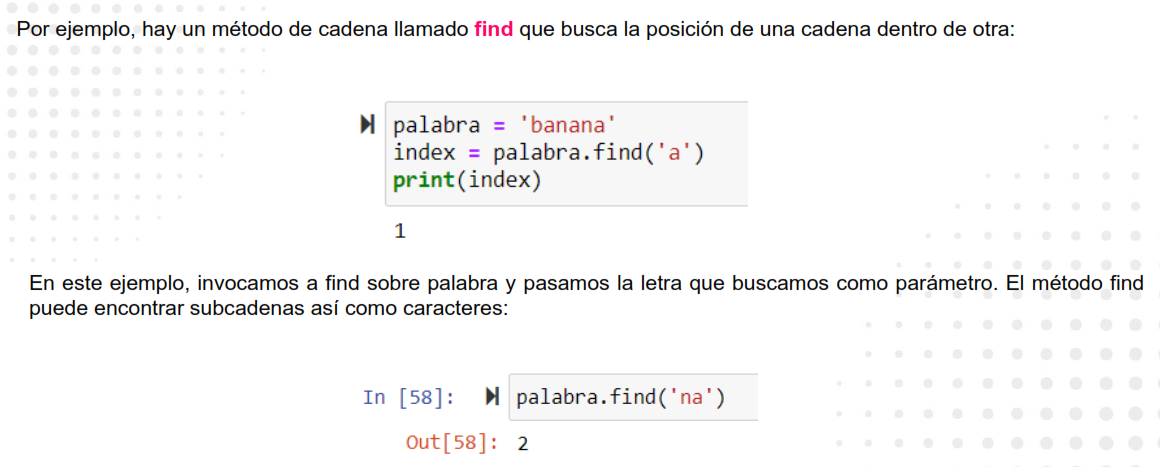 Por ejemplo, hay un método de cadena llamado find que busca la posición de una cadena dentro de otra:
palabra = 'banana'
index = palabra.find('a')
print(index)
1
En este ejemplo, invocamos a find sobre palabra y pasamos la letra que buscamos como parámetro. El método find
puede encontrar subcadenas así como caracteres:
In [58]: palabra.find('na')
Out[58]: 2